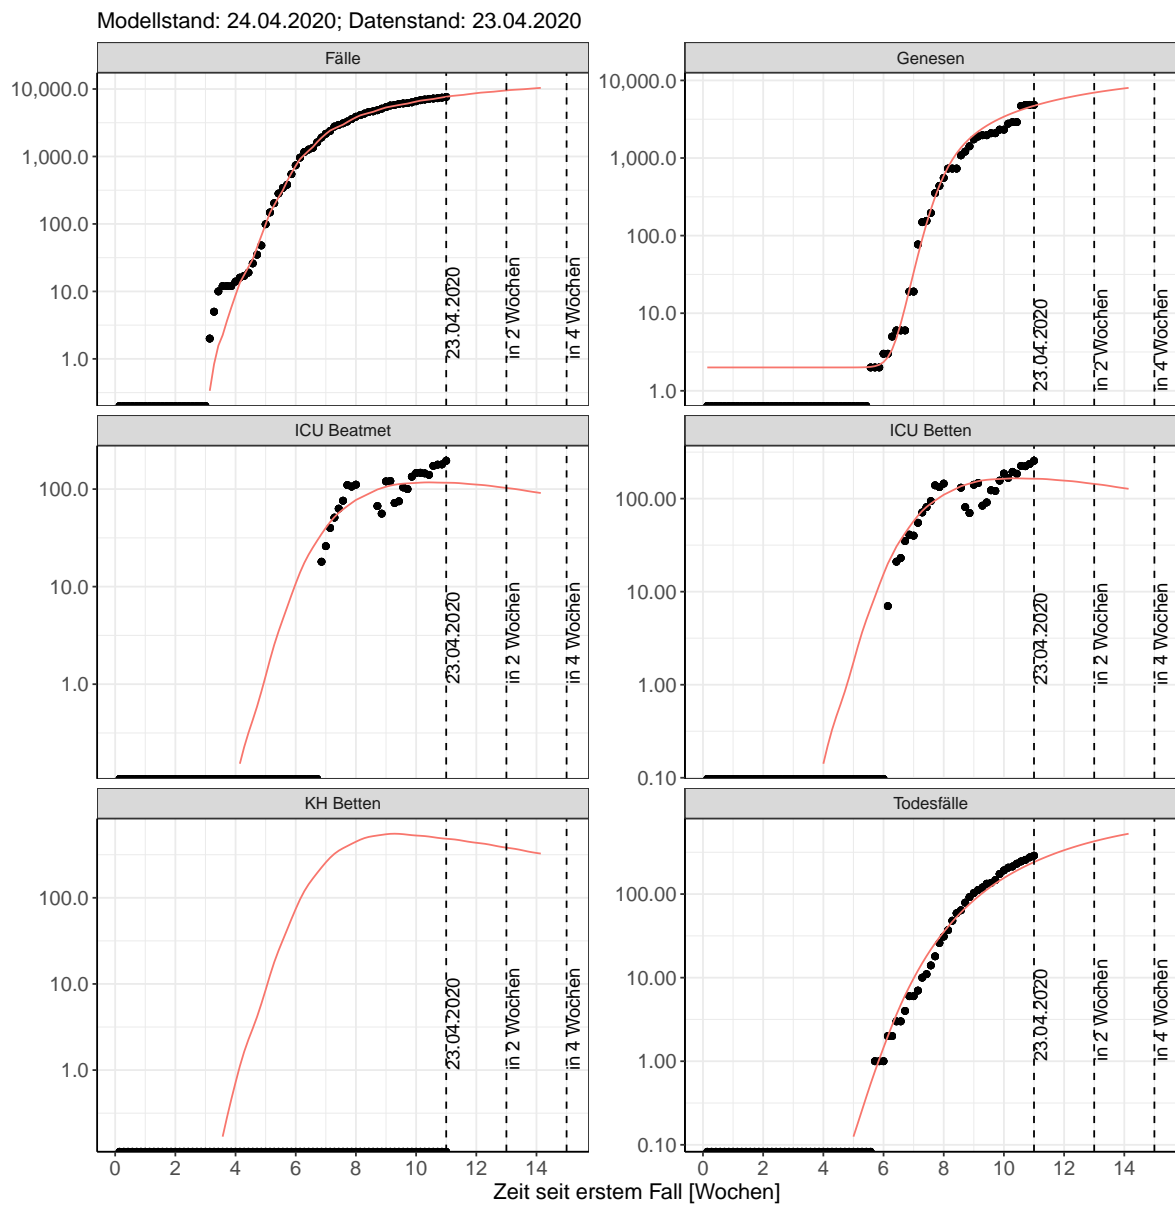 Modellstand: 24.04.2020; Datenstand: 23.04.2020
Fälle
10,000.0
1,000.0
100.0
10.0
1.0
23.04.2020
in 2 Wochen
in 4 Wochen
Genesen
10,000.0
1,000.0
100.0
10.0
1.0
23.04.2020
in 2 Wochen
in 4 Wochen
ICU Beatmet
100.0
10.0
1.0
23.04.2020
in 2 Wochen
in 4 Wochen
ICU Betten
100.00
10.00
1.00
0.10
23.04.2020
in 2 Wochen
in 4 Wochen
KH Betten
100.0
10.0
1.0
23.04.2020
in 2 Wochen
in 4 Wochen
0 2 4 6 8 10 12 14
Todesfälle
100.00
10.00
1.00
0.10
23.04.2020
in 2 Wochen
in 4 Wochen
0 2 4 6 8 10 12 14
Zeit seit erstem Fall [Wochen]